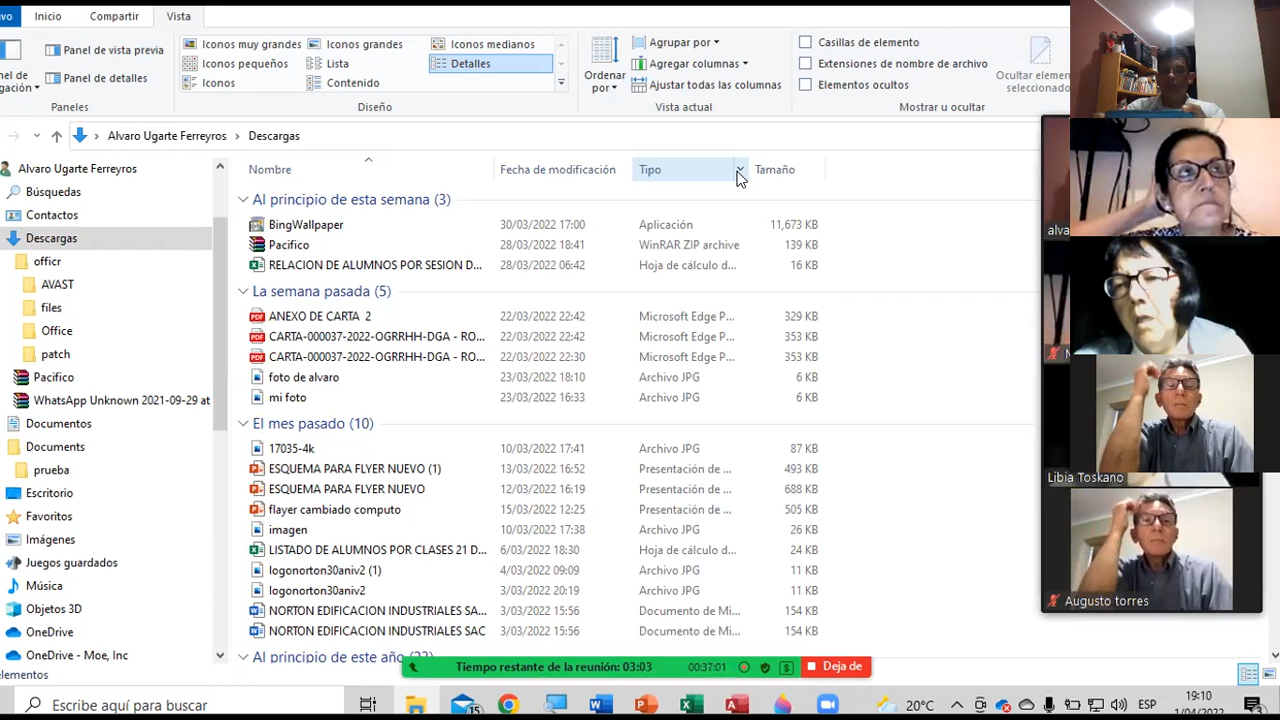 vo Inicio Compartir Vista
Panel de vista previa
Panel de detalles
nel de
gación
Paneles
Iconos muy grandes Iconos grandes Iconos medianos
Iconos pequeños Lista Detalles
Iconos Contenido
Diseño
Ordenar por
Agrupar por
Agregar columnas
Ajustar todas las columnas
Vista actual
Casillas de elemento
Extensiones de nombre de archivo
Elementos ocultos
Ocultar elemen
seleccionado
Mostrar u ocultar
Alvaro Ugarte Ferreyros > Descargas
Alvaro Ugarte Ferreyros
Búsquedas
Contactos
Descargas
officr
AVAST
files
Office
patch
Pacifico
WhatsApp Unknown 2021-09-29 at
Documentos
Documents
prueba
Escritorio
Favoritos
Imágenes
Juegos guardados
Música
Objetos 3D
OneDrive
OneDrive - Moe, Inc
elementos
Nombre Fecha de modificación Tipo Tamaño
Al principio de esta semana (3)
BingWallpaper 30/03/2022 17:00 Aplicación 11,673 KB
Pacifico 28/03/2022 18:41 WinRAR ZIP archive 139 KB
RELACION DE ALUMNOS POR SESION D... 28/03/2022 06:42 Hoja de cálculo d... 16 KB
La semana pasada (5)
ANEXO DE CARTA 2 22/03/2022 22:42 Microsoft Edge P... 329 KB
CARTA-000037-2022-OGRRHH-DGA - RO... 22/03/2022 22:42 Microsoft Edge P... 353 KB
CARTA-000037-2022-OGRRHH-DGA - RO... 22/03/2022 22:30 Microsoft Edge P... 353 KB
foto de alvaro 23/03/2022 18:10 Archivo JPG 6 KB
mi foto 23/03/2022 16:33 Archivo JPG 6 KB
El mes pasado (10)
17035-4k 10/03/2022 17:41 Archivo JPG 87 KB
ESQUEMA PARA FLYER NUEVO (1) 13/03/2022 16:52 Presentación de ... 493 KB
ESQUEMA PARA FLYER NUEVO 12/03/2022 16:19 Presentación de ... 688 KB
flayer cambiado computo 15/03/2022 12:25 Presentación de ... 505 KB
imagen 10/03/2022 17:38 Archivo JPG 26 KB
LISTADO DE ALUMNOS POR CLASES 21 D... 6/03/2022 18:30 Hoja de cálculo d... 24 KB
logonorton30aniv2 (1) 4/03/2022 09:09 Archivo JPG 11 KB
logonorton30aniv2 3/03/2022 20:19 Archivo JPG 11 KB
NORTON EDIFICACION INDUSTRIALES SA... 3/03/2022 15:56 Documento de Mi... 154 KB
NORTON EDIFICACION INDUSTRIALES SAC 3/03/2022 15:56 Documento de Mi... 154 KB
Al principio de este año
alva
Libia Toskano
Augusto torres
Tiempo restante de la reunión: 03:03 00:37:01 Deja de
Escribe aquí para buscar
15
20°C
ESP
19:10
1/04/2022
3